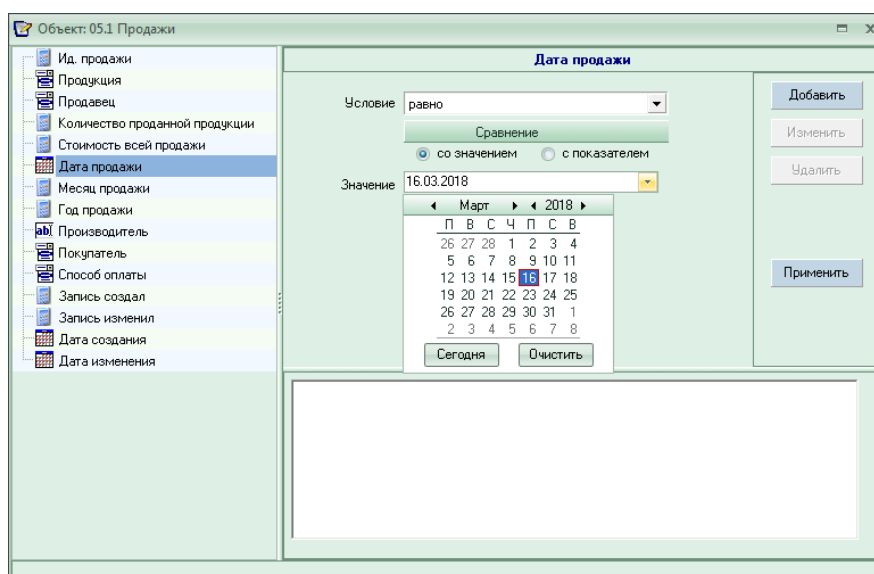 Объект: 05.1 Продажи
Ид. продажи
Продукция
Продавец
Количество проданной продукции
Стоимость всей продажи
Дата продажи
Месяц продажи
Год продажи
abI Производитель
Покупатель
Способ оплаты
Запись создал
Запись изменил
Дата создания
Дата изменения
Дата продажи
Условие равно
Сравнение
со значением с показателем
Значение 16.03.2018
Март 2018
П В С Ч П С В
26 27 28 1 2 3 4
5 6 7 8 9 10 11
12 13 14 15 16 17 18
19 20 21 22 23 24 25
26 27 28 29 30 31 1
2 3 4 5 6 7 8
Сегодня Очистить
Добавить
Изменить
Удалить
Применить